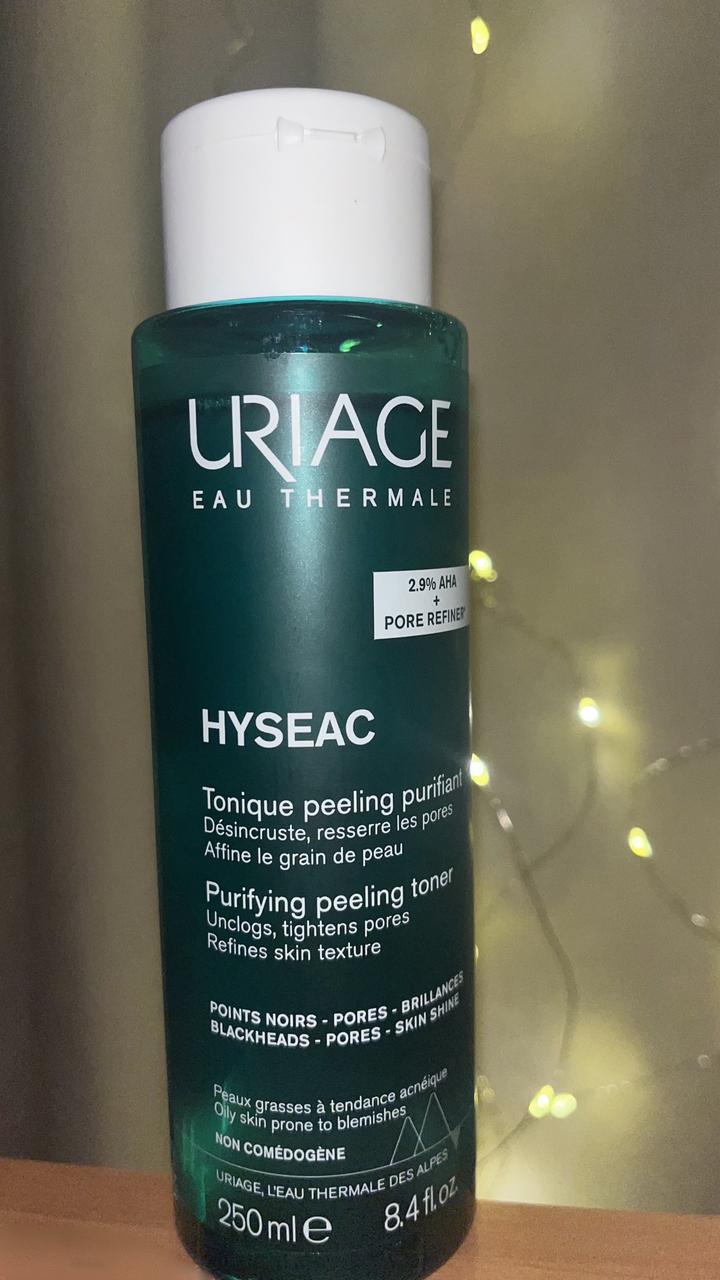 URIAGE
EAU THERMALE
2.9% AHA
+
PORE REFINER*
HYSEAC
Tonique peeling purifiant
Désincruste, resserre les pores
Affine le grain de peau
Purifying peeling toner
Unclogs, tightens pores
Refines skin texture
POINTS NOIRS - PORES - BRILLANCES
BLACKHEADS - PORES - SKIN SHINE
Peaux grasses à tendance acnéique
Oily skin prone to blemishes
NON COMÉDOGÈNE
URIAGE, L'EAU THERMALE DES ALPES
250 ml e 8.4 fl.oz.